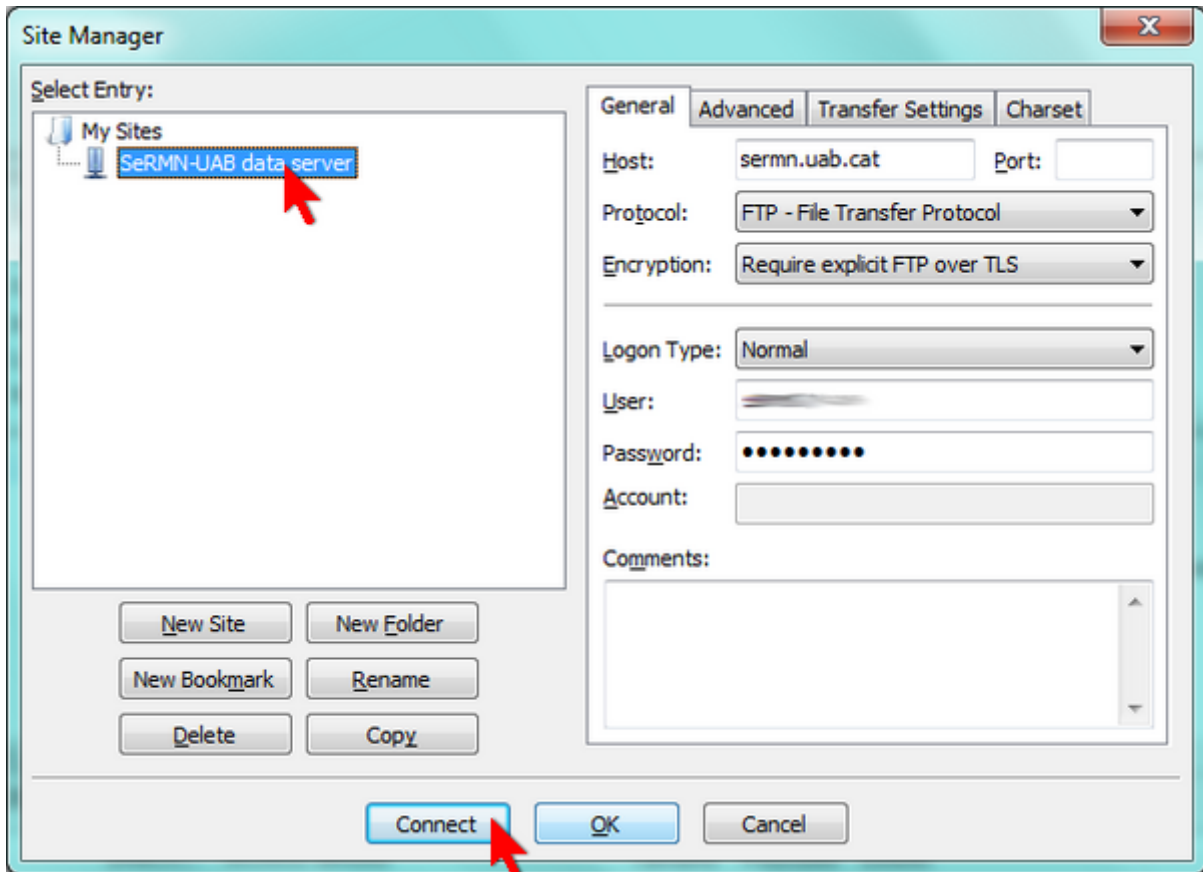 Site Manager
Select Entry:
My Sites
SeRMN-UAB data server
New Site
New Folder
New Bookmark
Rename
Delete
Copy
General
Advanced
Transfer Settings
Charset
Host:
sermn.uab.cat
Port:
Protocol:
FTP - File Transfer Protocol
Encryption:
Require explicit FTP over TLS
Logon Type:
Normal
User:
Password:
•••••••••
Account:
Comments:
Connect
OK
Cancel